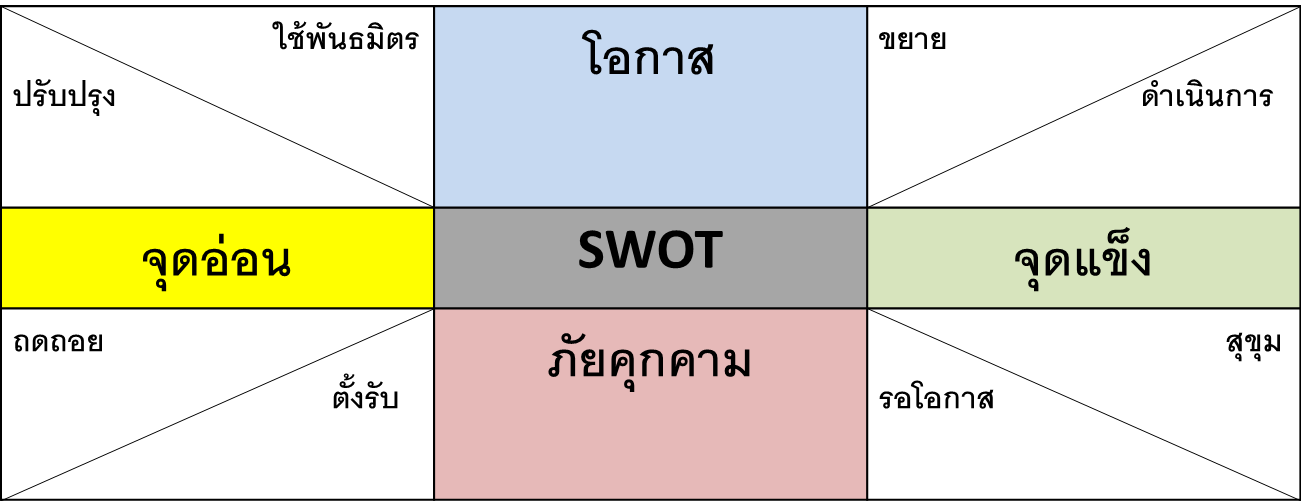 ใช้พันธมิตร
ปรับปรุง
โอกาส
ขยาย
ดำเนินการ
จุดอ่อน
SWOT
จุดแข็ง
ถดถอย
ตั้งรับ
ภัยคุกคาม
สุขุม
รอโอกาส